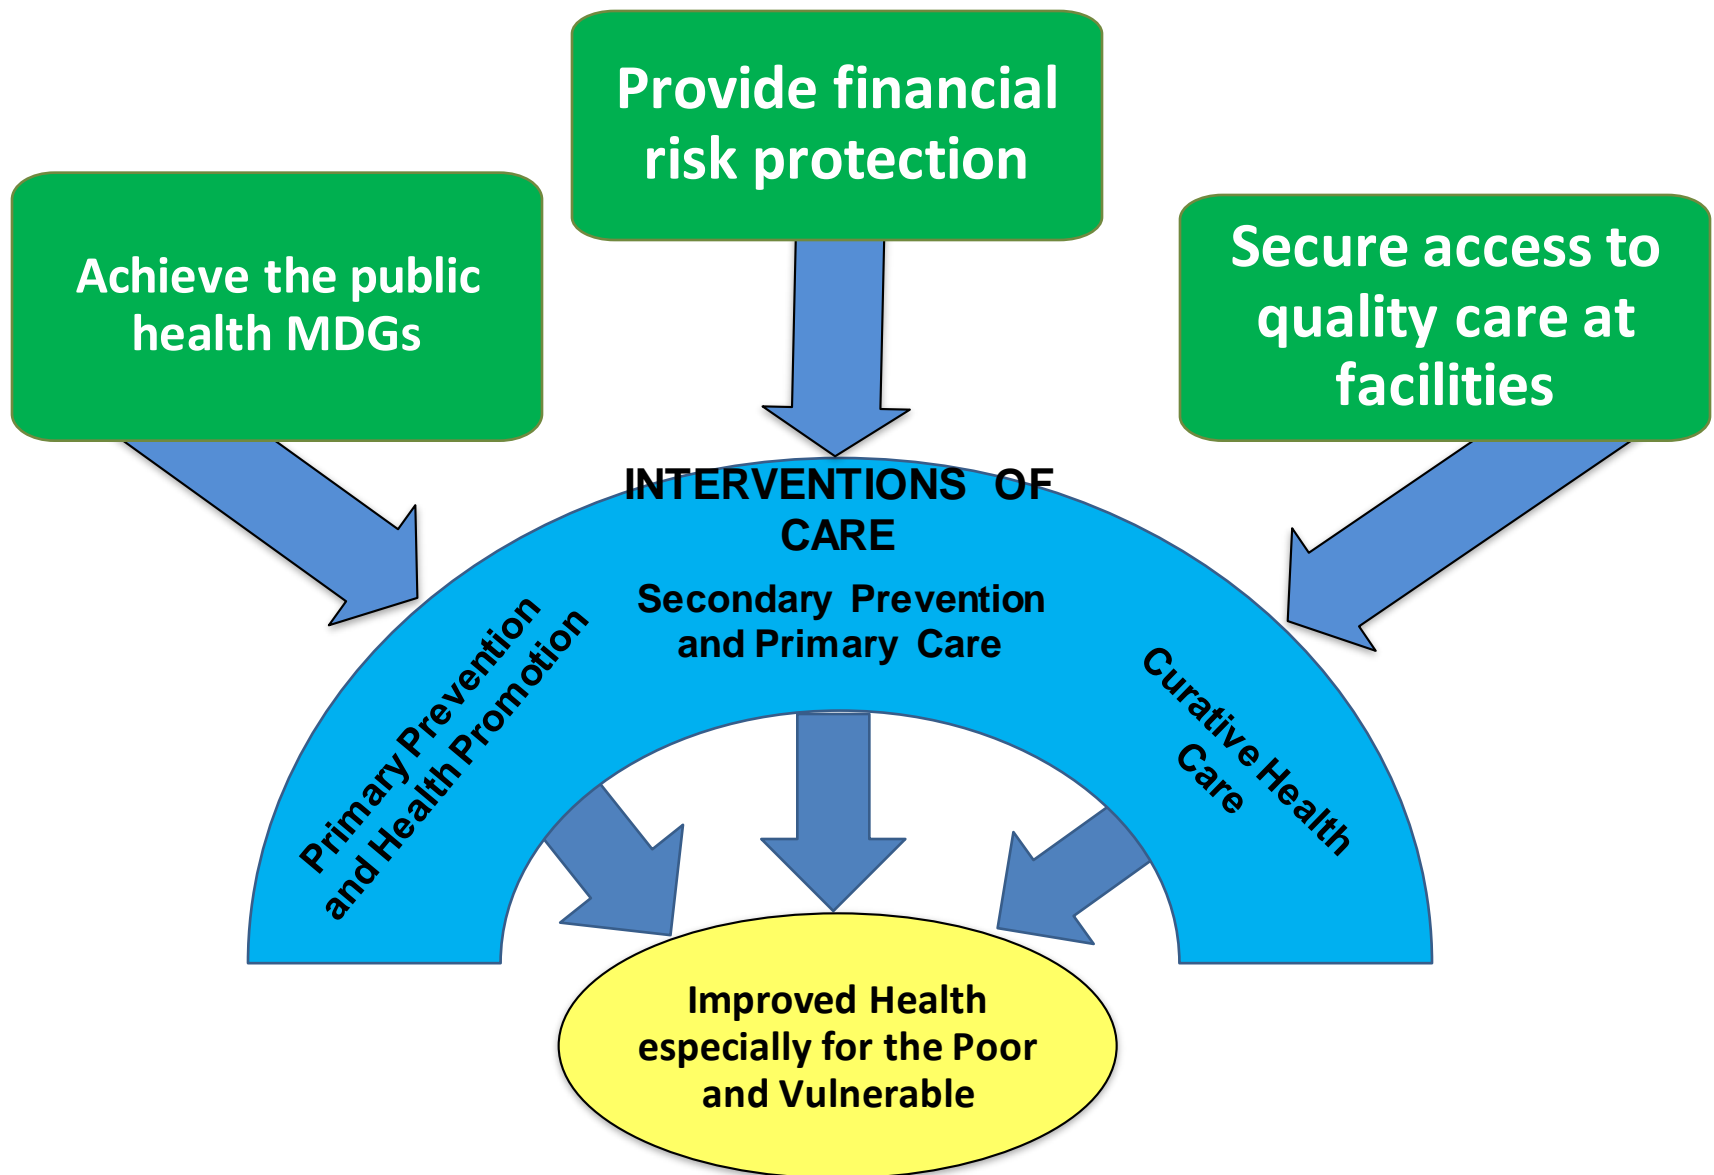 Provide financial
risk protection
Achieve the public
health MDGs
Secure access to
quality care at
facilities
INTERVENTIONS OF
CARE
Secondary Prevention
and Primary Care
Primary Prevention
and Health Promotion
Curative Health
Care
Improved Health
especially for the Poor
and Vulnerable